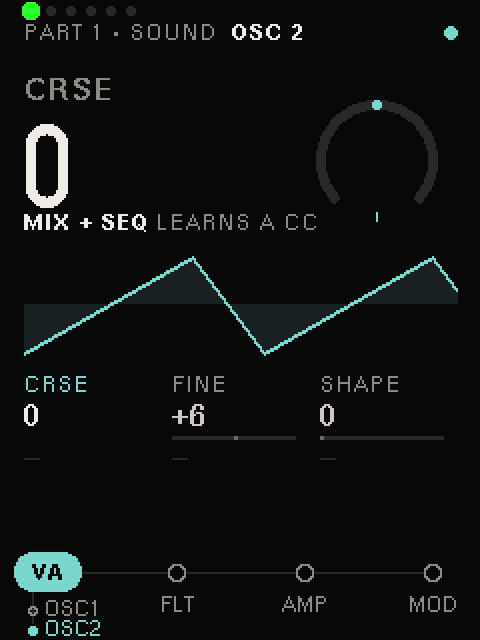 PART 1 · SOUND OSC 2
CRSE
0
MIX + SEQ LEARNS A CC
CRSE FINE SHAPE
0 +6 0
VA
FLT AMP MOD
OSC1
OSC2